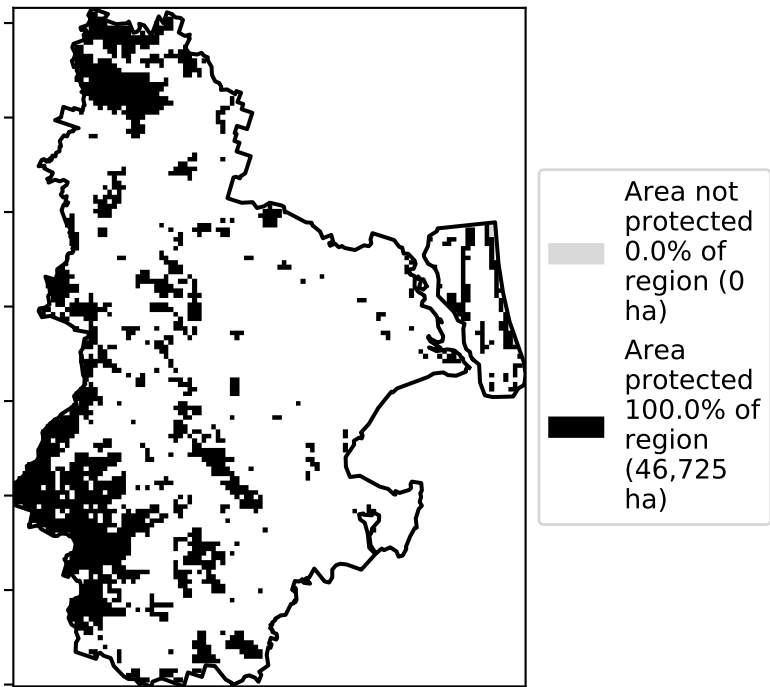 Area not
protected
0.0% of
region (0
ha)
Area
protected
100.0% of
region
(46,725
ha)